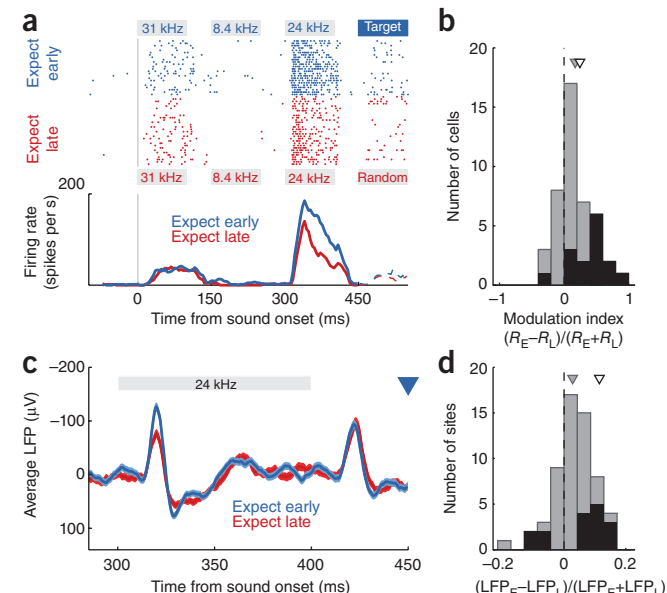 a
31 kHz 8.4 kHz 24 kHz Target
Expect early
Expect late
31 kHz 8.4 kHz 24 kHz Random
200
Firing rate (spikes per s)
Expect early
Expect late
0 150 300 450
Time from sound onset (ms)
b
20
15
10
5
0
Number of cells
-1 0 1
Modulation index
(RE–RL)/(RE+RL)
c
24 kHz
–200
–100
0
100
Average LFP (μV)
Expect early
Expect late
300 350 400 450
Time from sound onset (ms)
d
20
15
10
5
0
Number of sites
–0.2 0 0.2
(LFPE–LFPL)/(LFPE+LFPL)